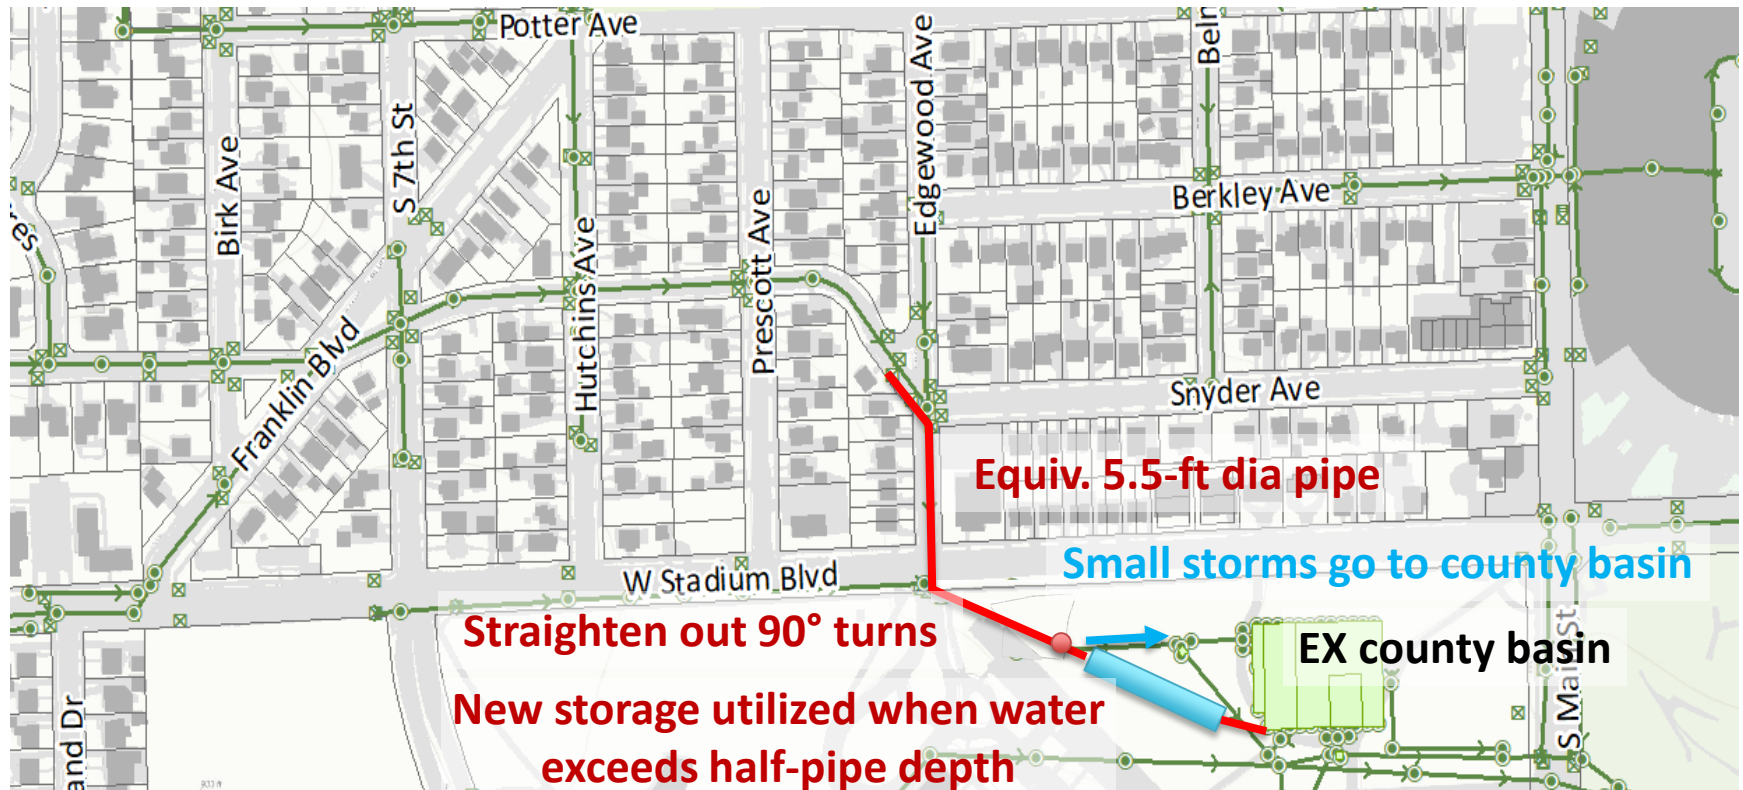 Potter Ave
Edgewood Ave
Beln
S 7th St
Birk Ave
Berkley Ave
Prescott Ave
Hutchins Ave
res
Franklin Blvd
Snyder Ave
Equiv. 5.5-ft dia pipe
Small storms go to county basin
W Stadium Blvd
Straighten out 90° turns
EX county basin
S Main St
New storage utilized when water
exceeds half-pipe depth
and Dr